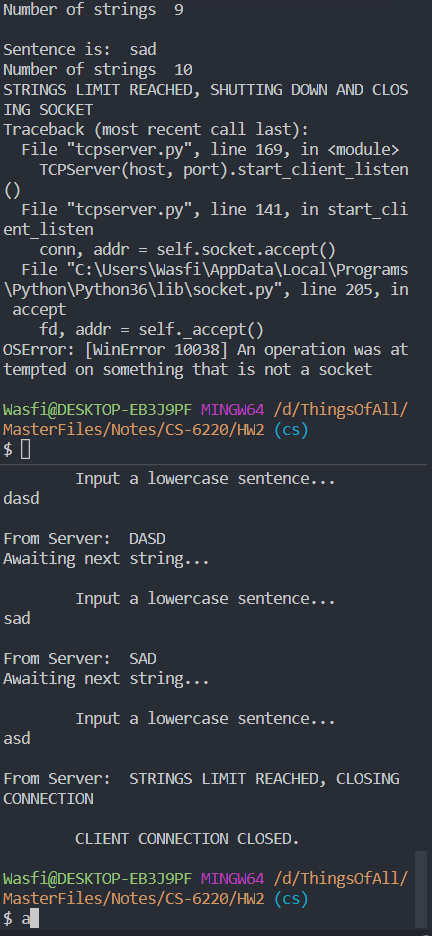 Number of strings  9
Sentence is:  sad
Number of strings  10
STRINGS LIMIT REACHED, SHUTTING DOWN AND CLOS
ING SOCKET
Traceback (most recent call last):
  File "tcpserver.py", line 169, in <module>
    TCPServer(host, port).start_client_listen
()
  File "tcpserver.py", line 141, in start_cli
ent_listen
    conn, addr = self.socket.accept()
  File "C:\Users\Wasfi\AppData\Local\Programs
\Python\Python36\lib\socket.py", line 205, in
 accept
    fd, addr = self._accept()
OSError: [WinError 10038] An operation was at
tempted on something that is not a socket
Wasfi@DESKTOP-EB3J9PF MINGW64 /d/ThingsOfAll/
MasterFiles/Notes/CS-6220/HW2 (cs)
$
        Input a lowercase sentence...
dasd
From Server:  DASD
Awaiting next string...
        Input a lowercase sentence...
sad
From Server:  SAD
Awaiting next string...
        Input a lowercase sentence...
asd
From Server:  STRINGS LIMIT REACHED, CLOSING
CONNECTION
        CLIENT CONNECTION CLOSED.
Wasfi@DESKTOP-EB3J9PF MINGW64 /d/ThingsOfAll/
MasterFiles/Notes/CS-6220/HW2 (cs)
$ a